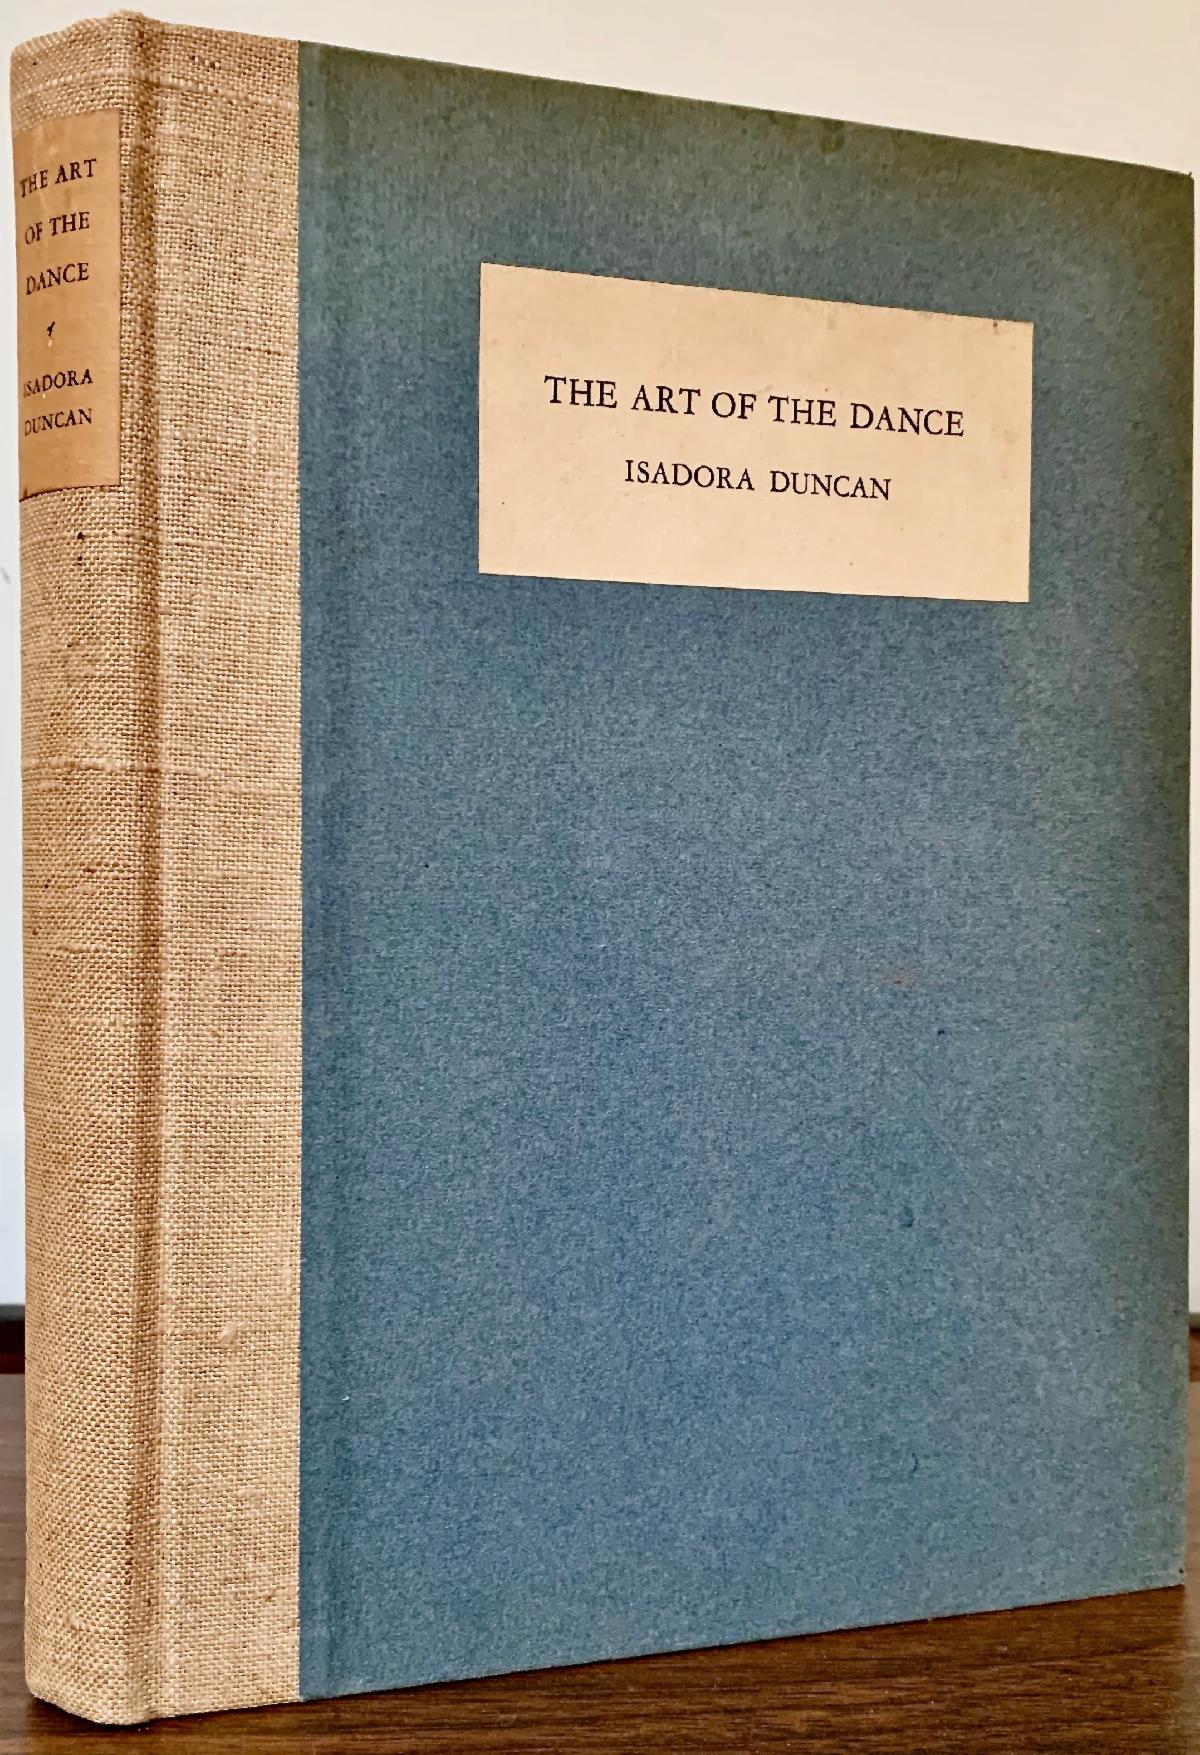 THE ART
OF THE
DANCE
ISADORA
DUNCAN
THE ART OF THE DANCE
ISADORA DUNCAN